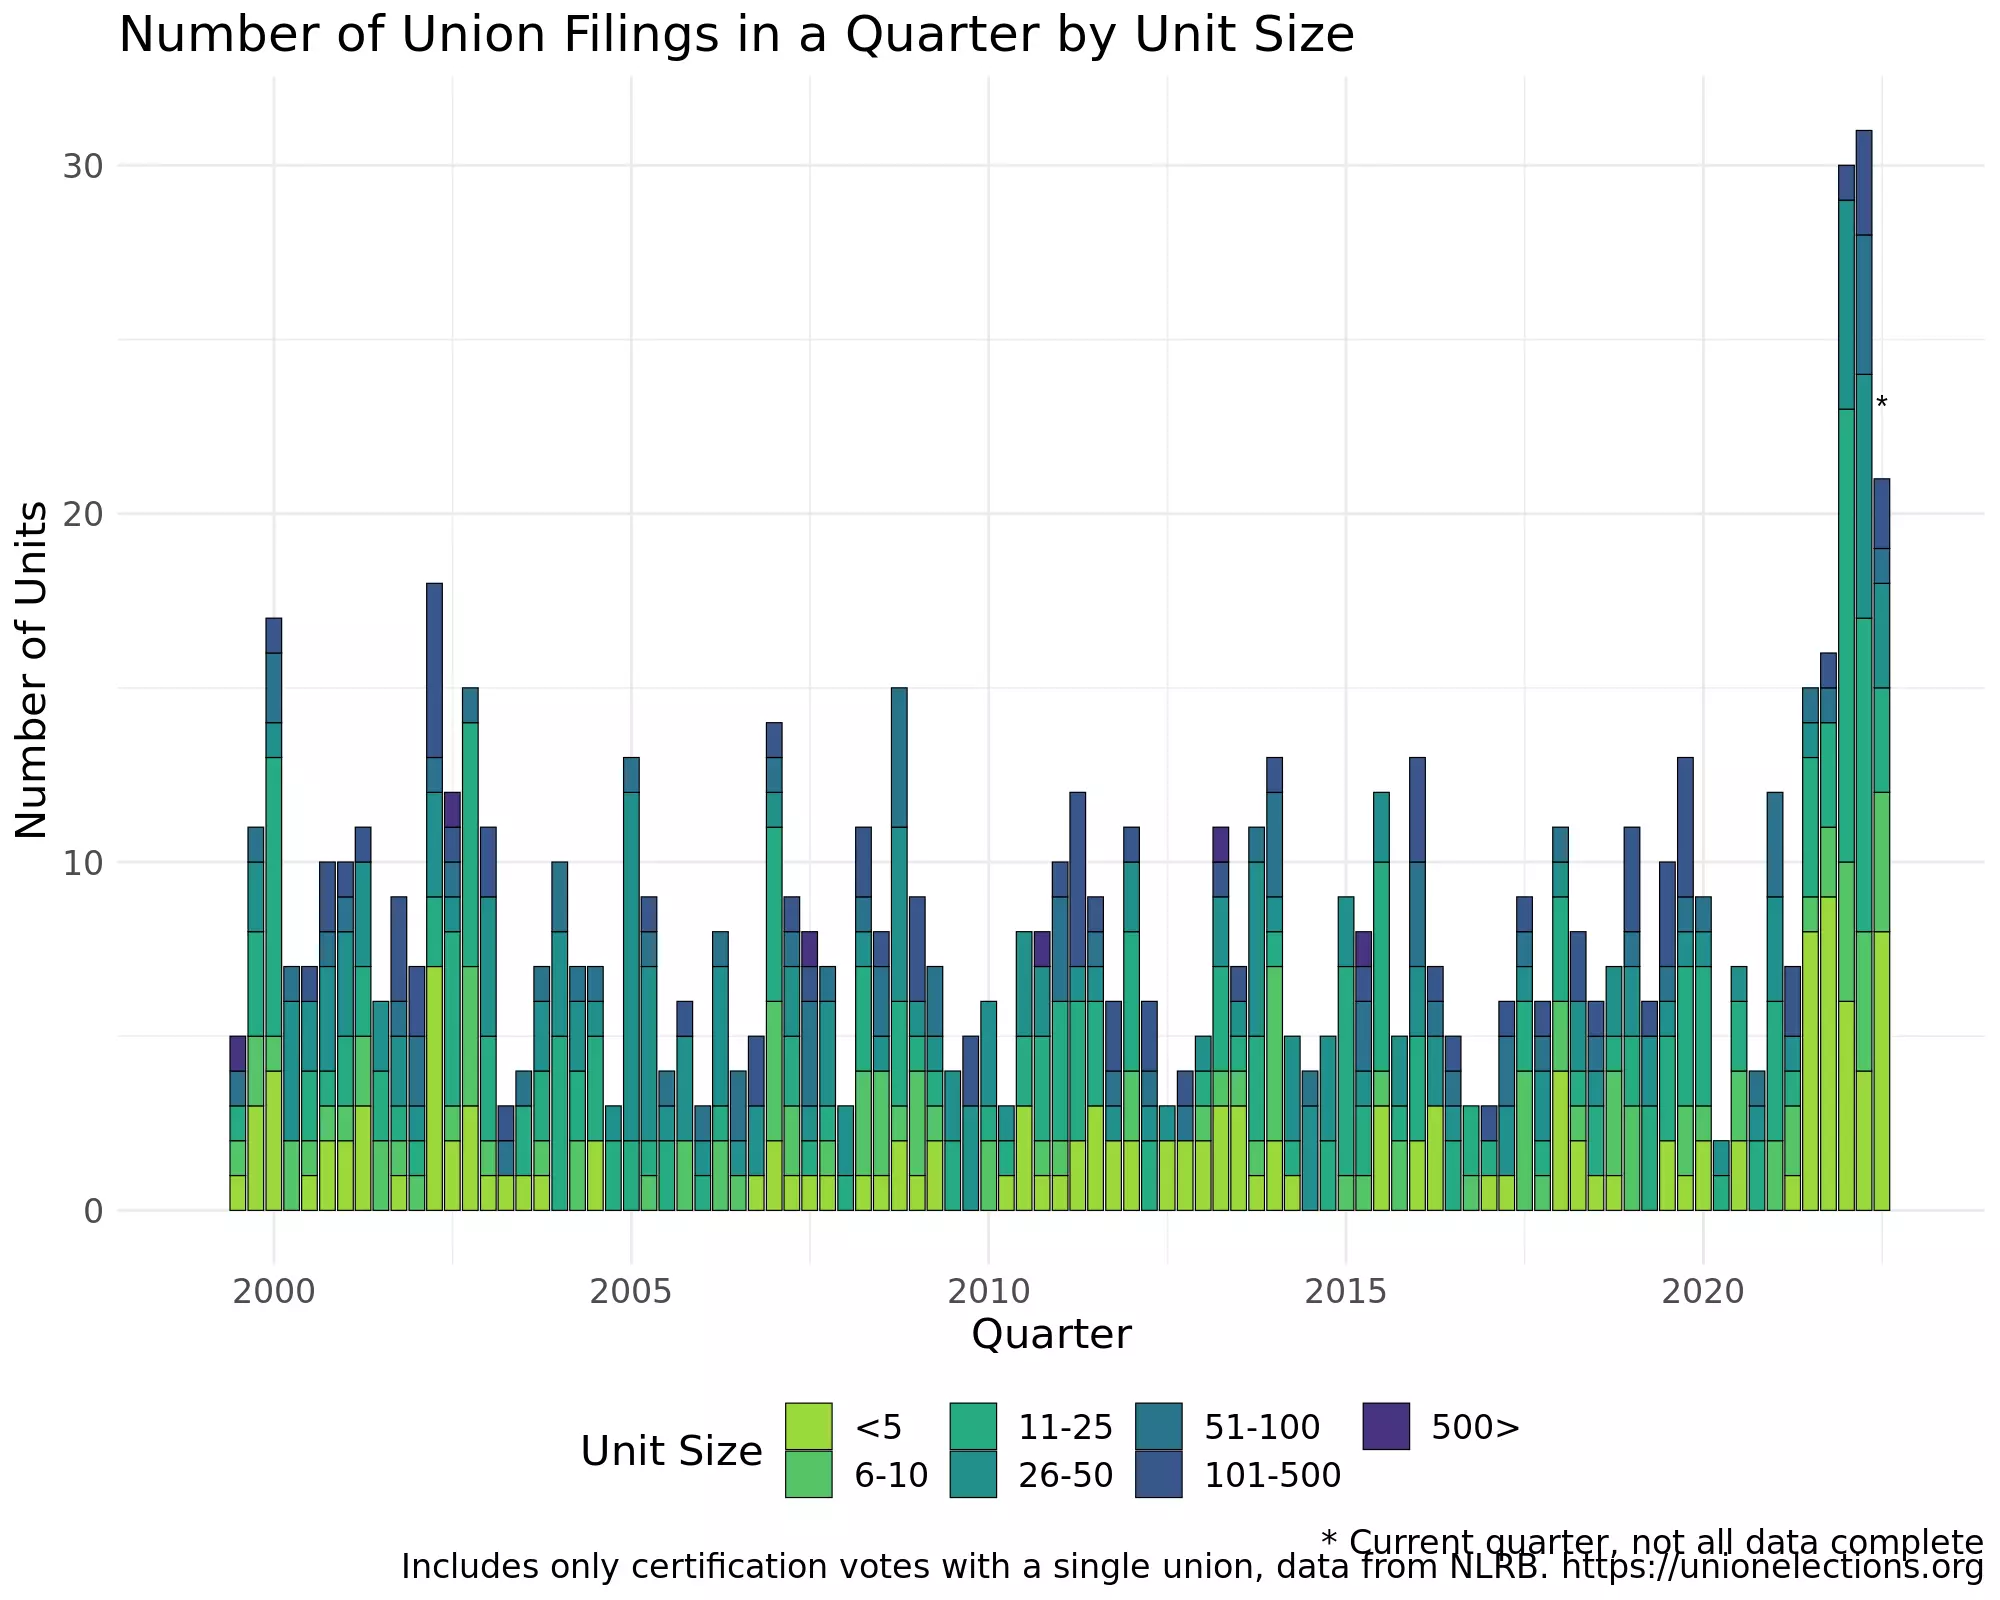 Number of Union Filings in a Quarter by Unit Size
Number of Units
30
20
10
0
*
2000 2005 2010 2015 2020
Quarter
Unit Size
<5 11-25 51-100 500>
6-10 26-50 101-500
* Current quarter, not all data complete
Includes only certification votes with a single union, data from NLRB. https://unionelections.org